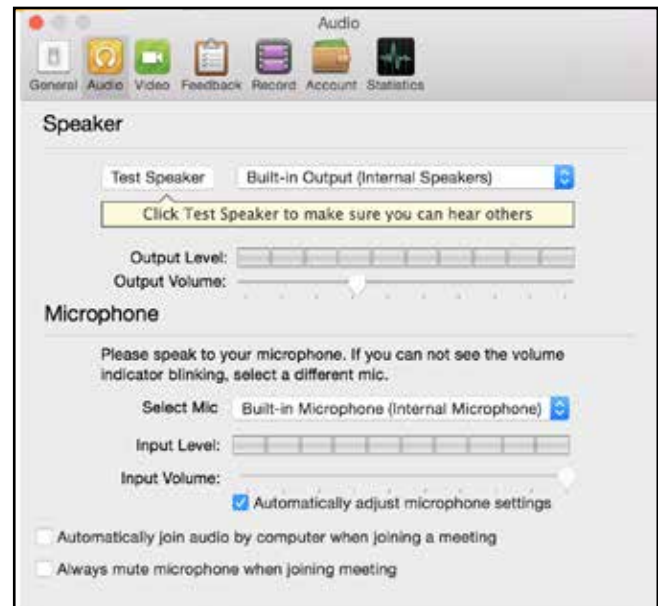 Audio
General Audio Video Feedback Record Account Statistics
Speaker
Test Speaker Built-in Output (Internal Speakers)
Click Test Speaker to make sure you can hear others
Output Level:
Output Volume:
Microphone
Please speak to your microphone. If you can not see the volume
indicator blinking, select a different mic.
Select Mic Built-in Microphone (Internal Microphone)
Input Level:
Input Volume:
Automatically adjust microphone settings
Automatically join audio by computer when joining a meeting
Always mute microphone when joining meeting